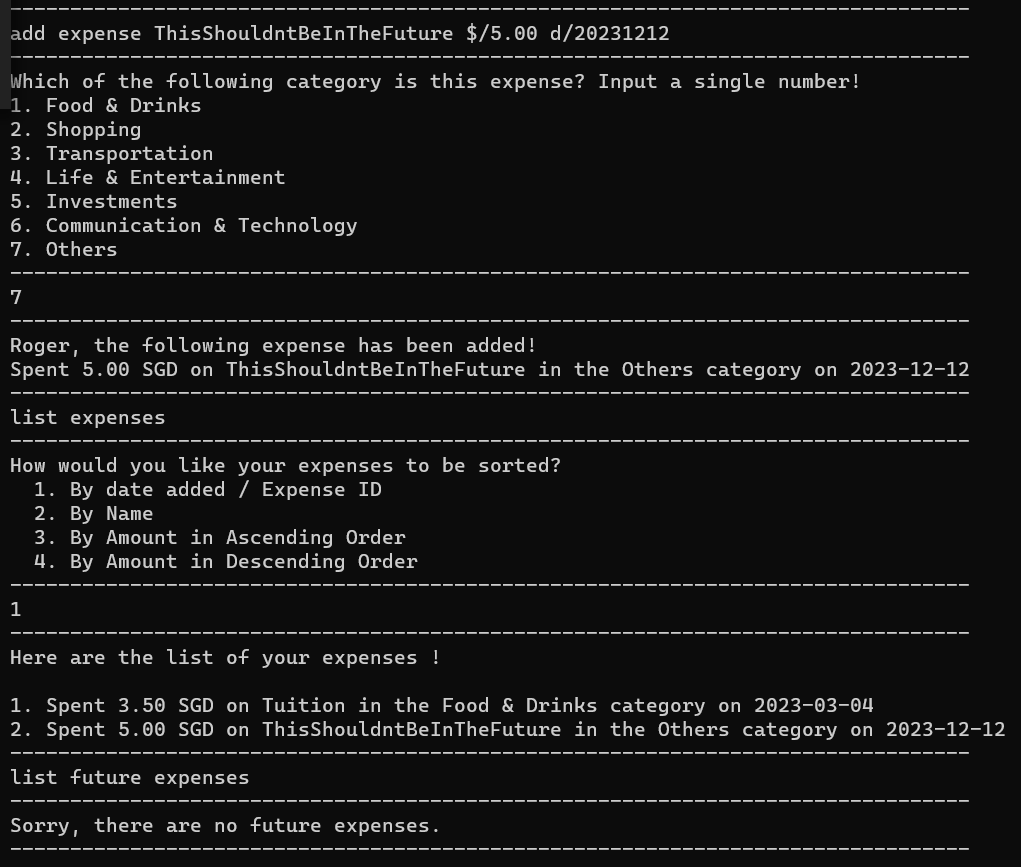 --------------------------------------------------------------------------------
add expense ThisShouldntBeInTheFuture $/5.00 d/20231212
--------------------------------------------------------------------------------
Which of the following category is this expense? Input a single number!
1. Food & Drinks
2. Shopping
3. Transportation
4. Life & Entertainment
5. Investments
6. Communication & Technology
7. Others
--------------------------------------------------------------------------------
7
--------------------------------------------------------------------------------
Roger, the following expense has been added!
Spent 5.00 SGD on ThisShouldntBeInTheFuture in the Others category on 2023-12-12
--------------------------------------------------------------------------------
list expenses
--------------------------------------------------------------------------------
How would you like your expenses to be sorted?
  1. By date added / Expense ID
  2. By Name
  3. By Amount in Ascending Order
  4. By Amount in Descending Order
--------------------------------------------------------------------------------
1
--------------------------------------------------------------------------------
Here are the list of your expenses !

1. Spent 3.50 SGD on Tuition in the Food & Drinks category on 2023-03-04
2. Spent 5.00 SGD on ThisShouldntBeInTheFuture in the Others category on 2023-12-12
--------------------------------------------------------------------------------
list future expenses
--------------------------------------------------------------------------------
Sorry, there are no future expenses.
--------------------------------------------------------------------------------